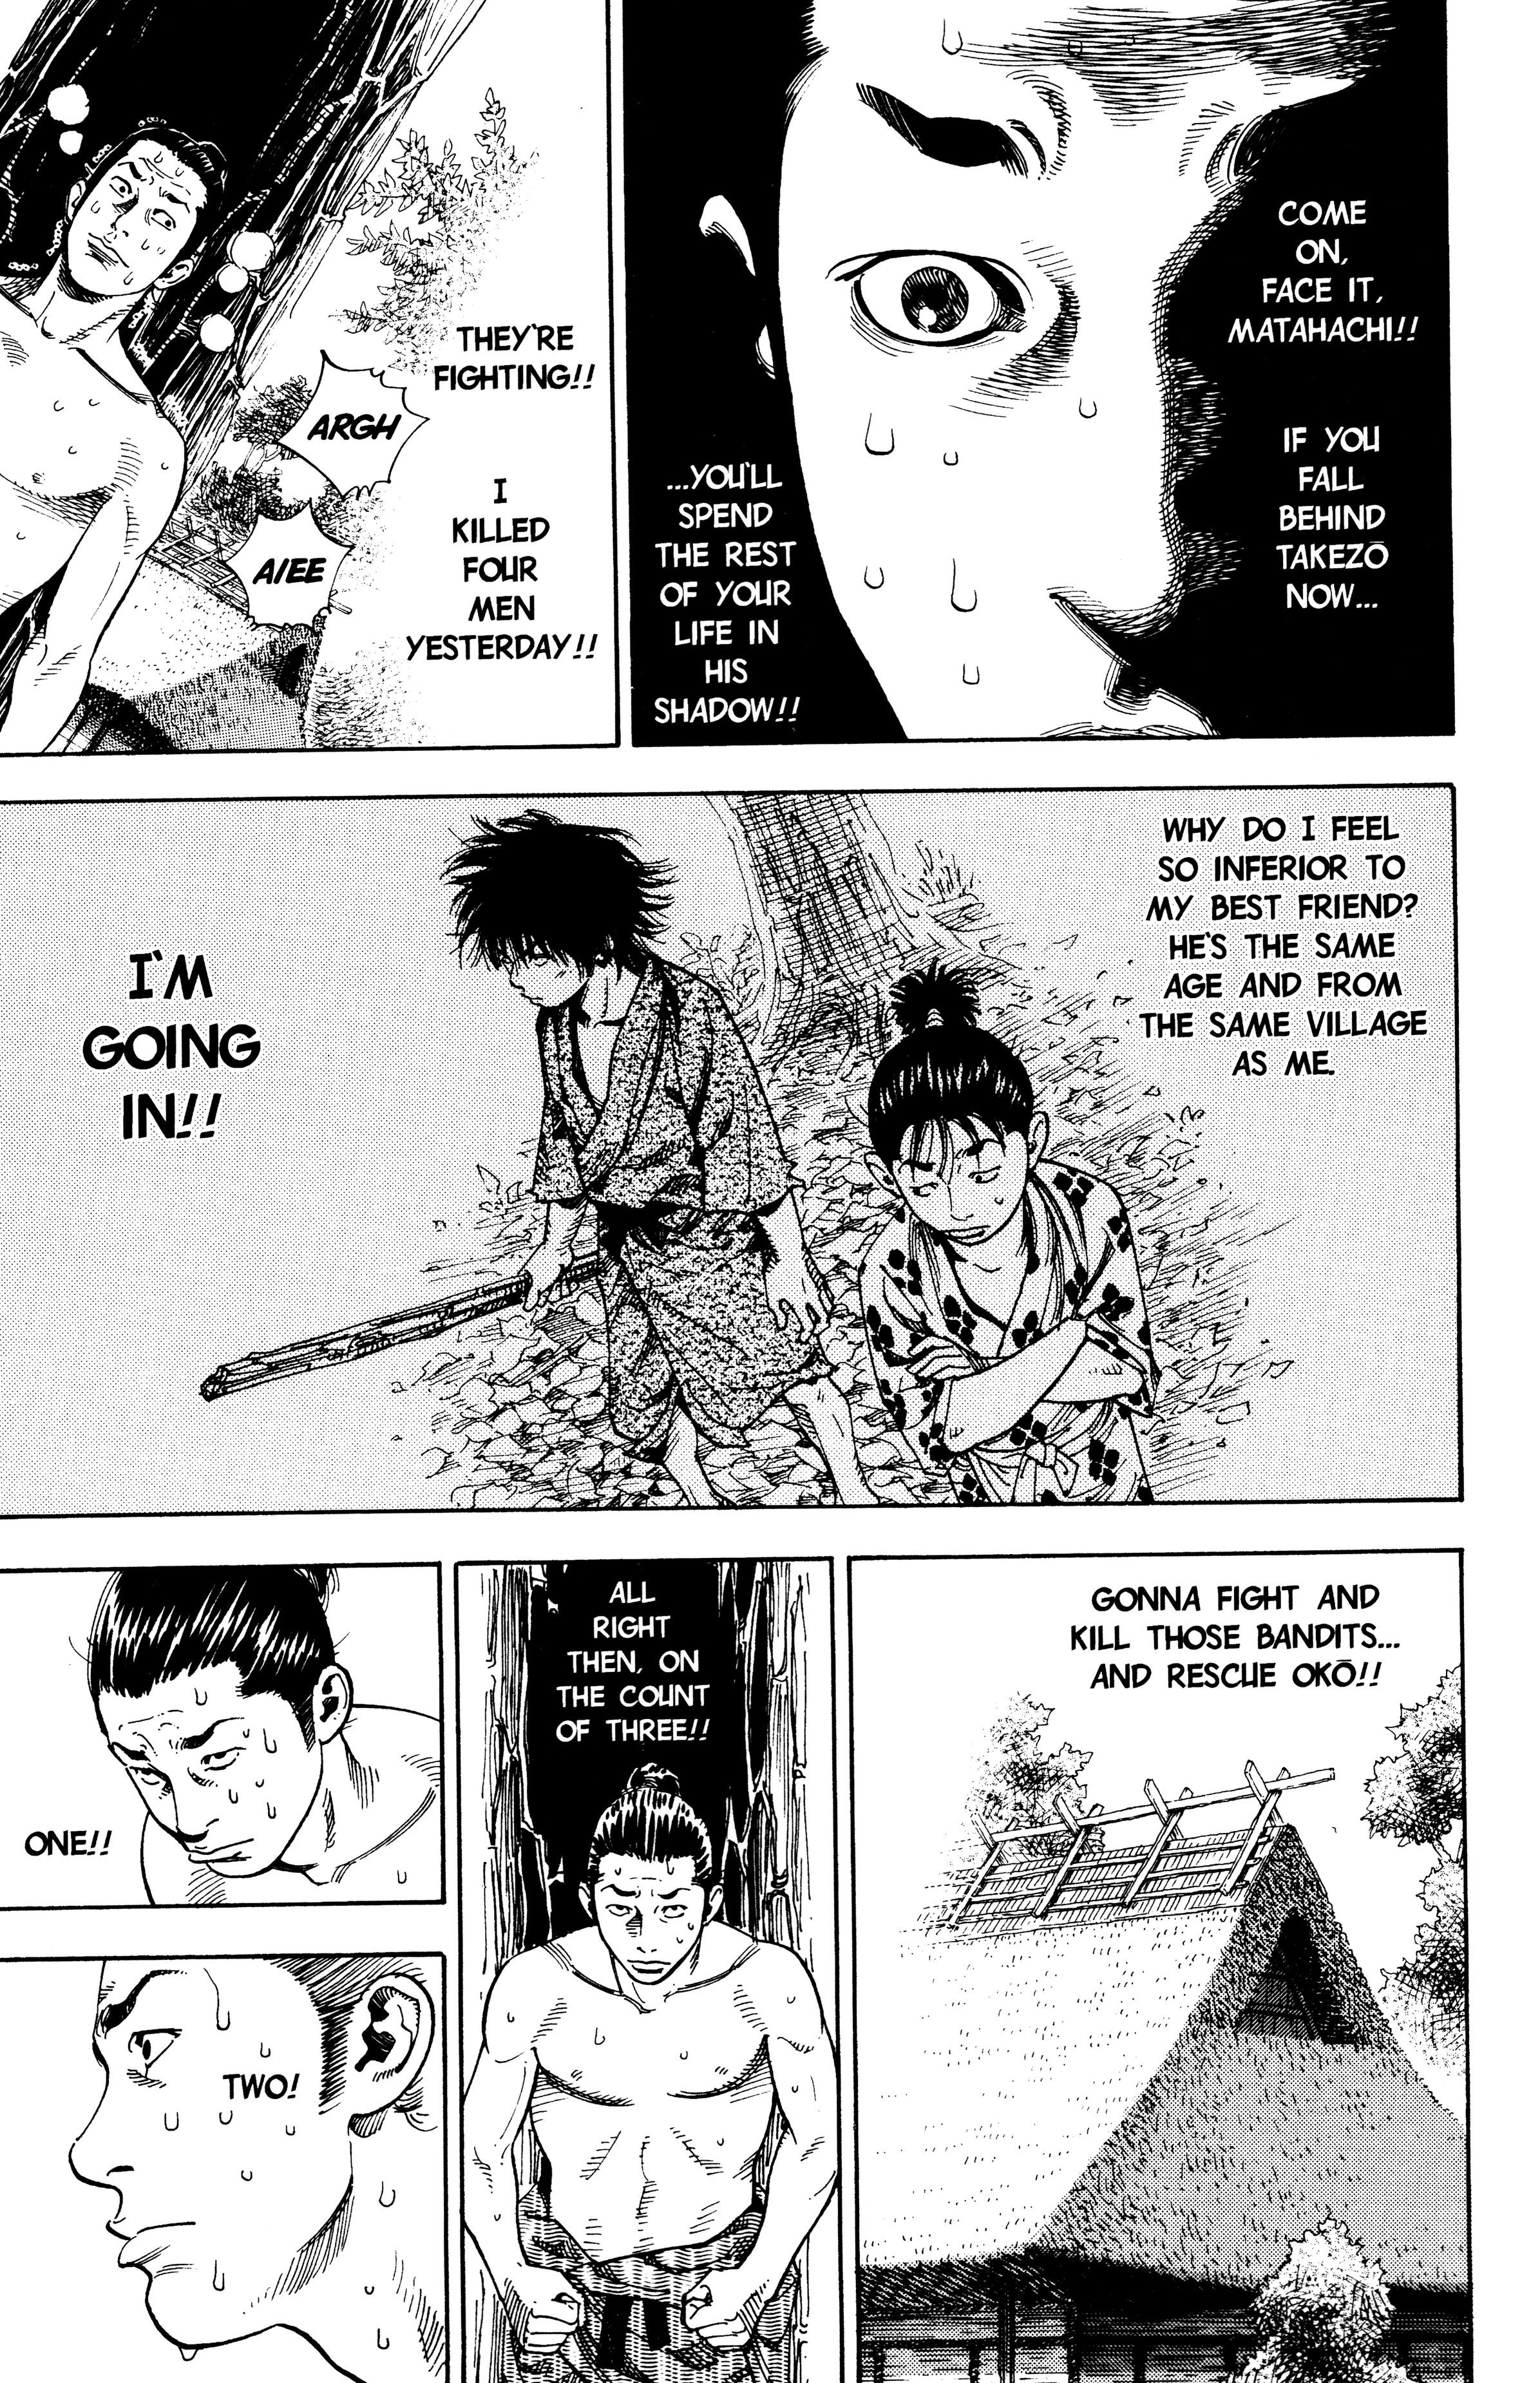 COME
ON,
FACE IT,
MATAHACHI!!
IF YOU
FALL
BEHIND
TAKEZŌ
NOW...
...YOU'LL
SPEND
THE REST
OF YOUR
LIFE IN
HIS
SHADOW!!
THEY'RE
FIGHTING!!
ARGH
I
KILLED
FOUR
MEN
YESTERDAY!!
AIEE
WHY DO I FEEL
SO INFERIOR TO
MY BEST FRIEND?
HE'S THE SAME
AGE AND FROM
THE SAME VILLAGE
AS ME.
I'M
GOING
IN!!
GONNA FIGHT AND
KILL THOSE BANDITS...
AND RESCUE OKŌ!!
ALL
RIGHT
THEN, ON
THE COUNT
OF THREE!!
ONE!!
TWO!